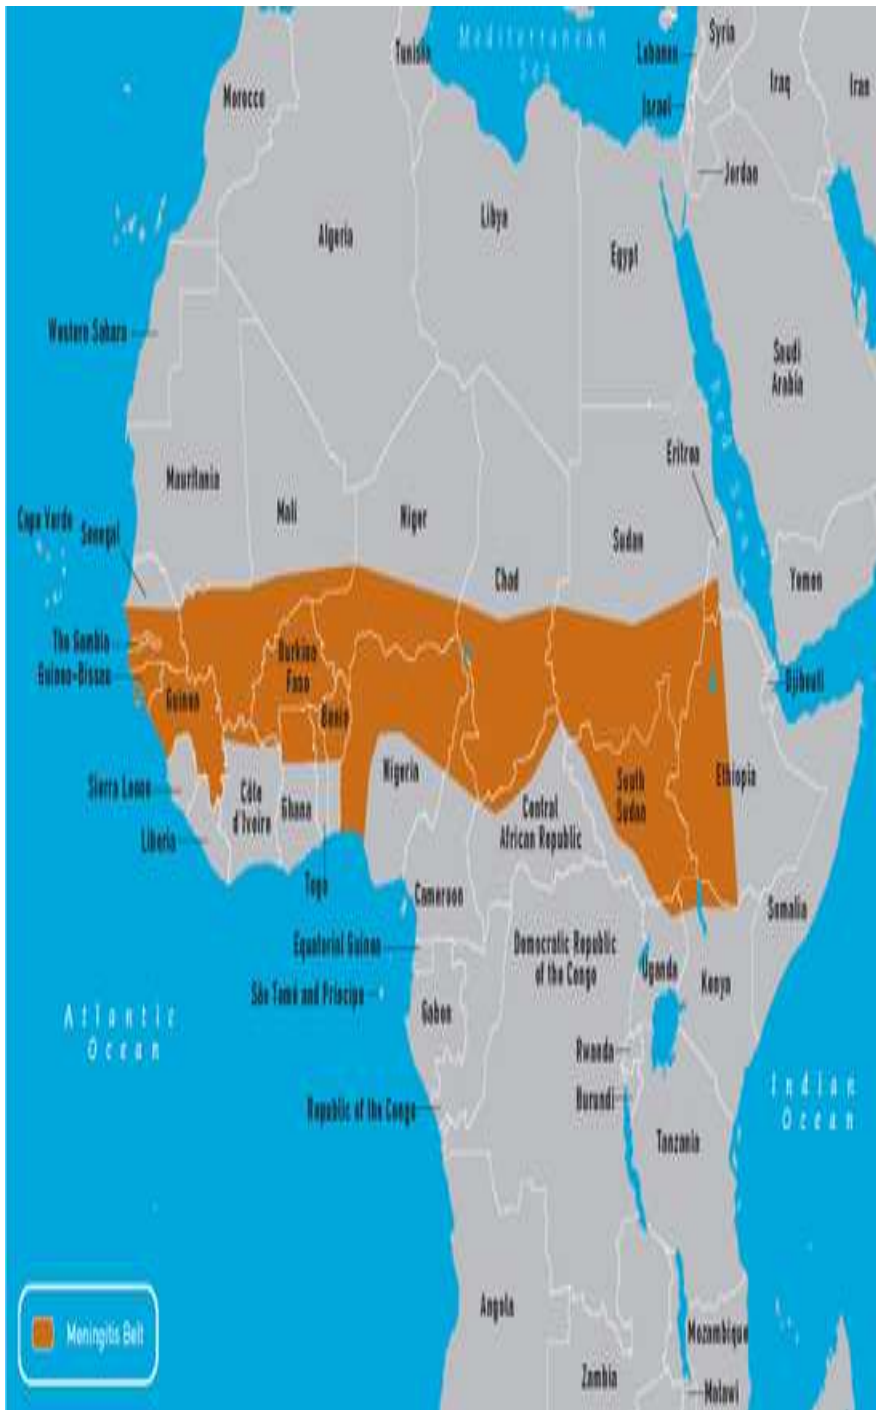 Mediterranean
Sea
Tunisia
Lebanon
Syria
Iraq
Iran
Morocco
Israel
Jordan
Algeria
Libya
Egypt
Western Sahara
Saudi
Arabia
Red Sea
Eritrea
Mauritania
Mali
Niger
Chad
Sudan
Cape Verde
Senegal
Yemen
The Gambia
Guinea-Bissau
Guinea
Burkina
Faso
Benin
Djibouti
Sierra Leone
Côte
d'Ivoire
Ghana
Nigeria
Central
African Republic
South
Sudan
Ethiopia
Liberia
Togo
Cameroon
Somalia
Equatorial Guinea
Democratic Republic
of the Congo
Uganda
Kenya
São Tomé and Príncipe
Gabon
Atlantic
Ocean
Rwanda
Burundi
Republic of the Congo
Indian
Ocean
Tanzania
Angola
Meningitis Belt
Mozambique
Zambia
Malawi